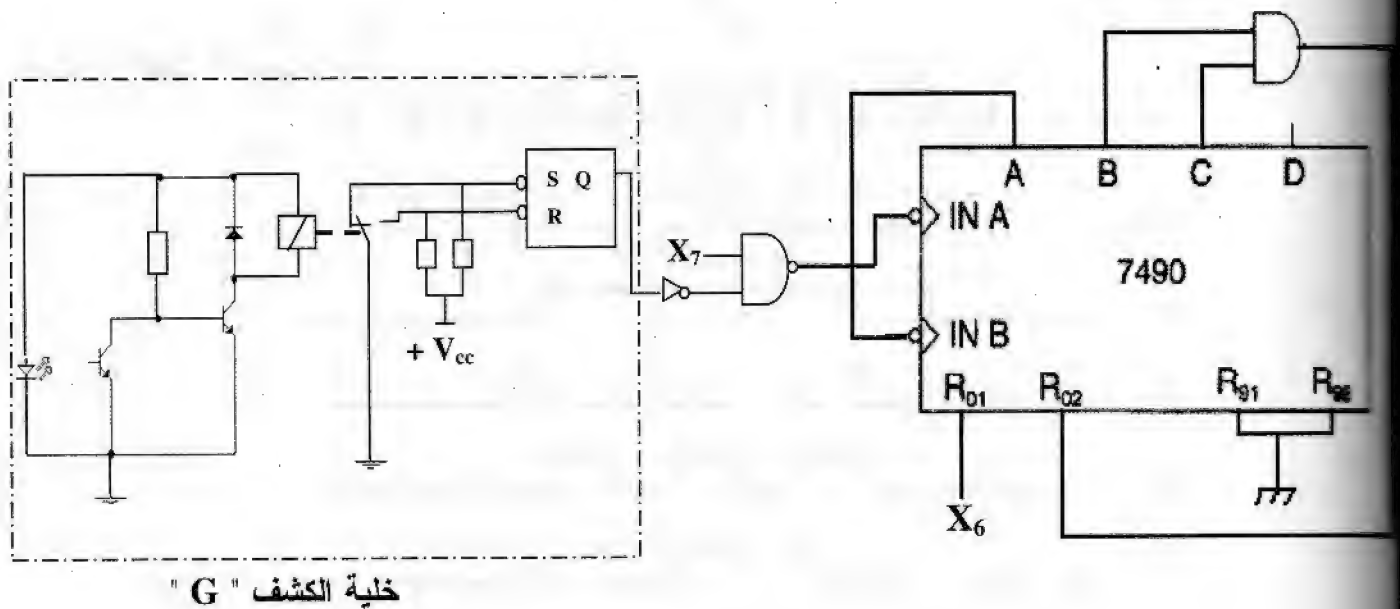 A B C D
S Q
R
X7
IN A
7490
+ Vcc
IN B
R01 R02 R91
X6
خلية الكشف " G "